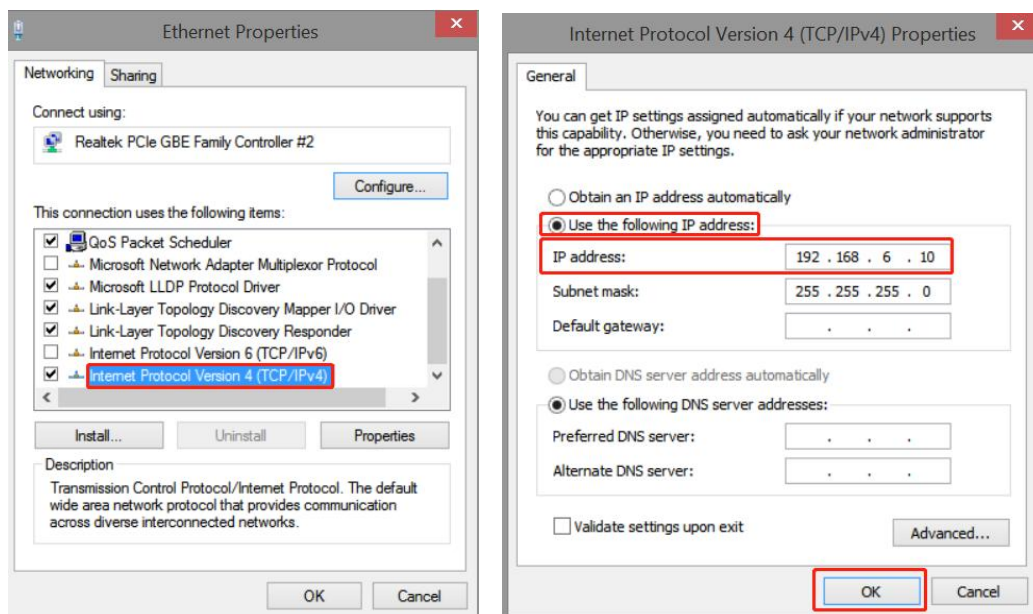 Ethernet Properties
Networking
Sharing
Connect using:
Realtek PCIe GBE Family Controller #2
Configure...
This connection uses the following items:
QoS Packet Scheduler
Microsoft Network Adapter Multiplexor Protocol
Microsoft LLDP Protocol Driver
Link-Layer Topology Discovery Mapper I/O Driver
Link-Layer Topology Discovery Responder
Internet Protocol Version 6 (TCP/IPv6)
Internet Protocol Version 4 (TCP/IPv4)
Install...
Uninstall
Properties
Description
Transmission Control Protocol/Internet Protocol. The default
wide area network protocol that provides communication
across diverse interconnected networks.
OK
Cancel
Internet Protocol Version 4 (TCP/IPv4) Properties
General
You can get IP settings assigned automatically if your network supports
this capability. Otherwise, you need to ask your network administrator
for the appropriate IP settings.
Obtain an IP address automatically
Use the following IP address:
IP address: 192 . 168 . 6 . 10
Subnet mask: 255 . 255 . 255 . 0
Default gateway: . . .
Obtain DNS server address automatically
Use the following DNS server addresses:
Preferred DNS server: . . .
Alternate DNS server: . . .
Validate settings upon exit
Advanced...
OK
Cancel